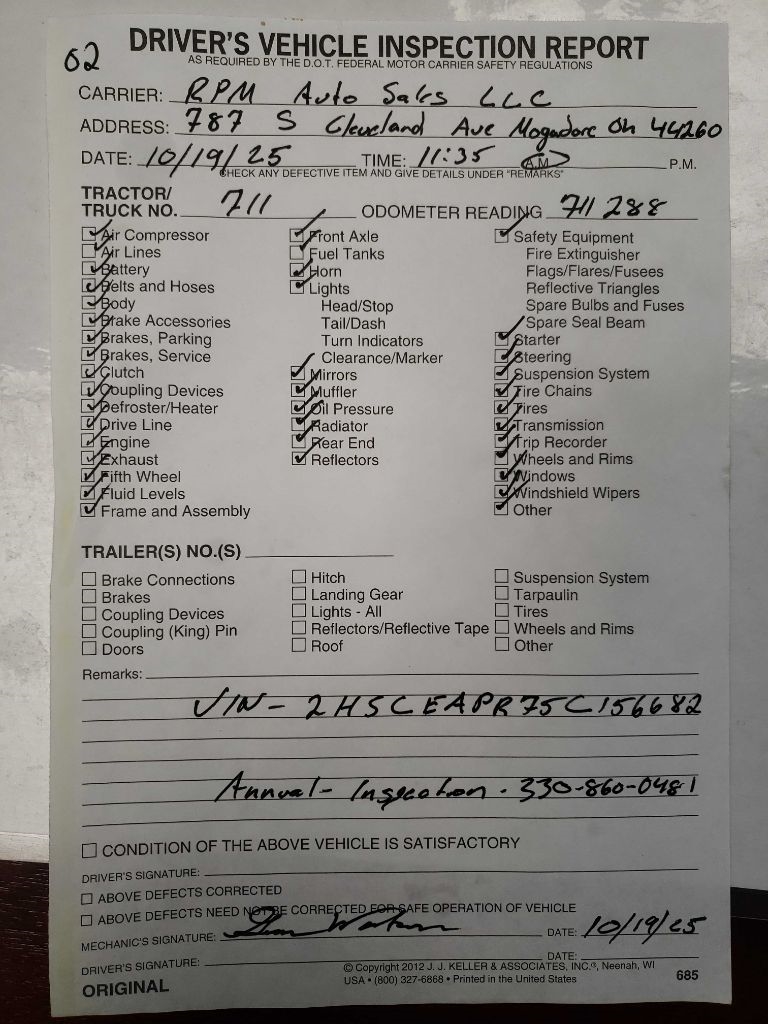 02
DRIVER'S VEHICLE INSPECTION REPORT
AS REQUIRED BY THE D.O.T. FEDERAL MOTOR CARRIER SAFETY REGULATIONS
CARRIER: RPM Auto Sales LLC
ADDRESS: 787 S Cleveland Ave Mogadore Oh 44260
DATE: 10/19/25 TIME: 11:35 A.M. P.M.
CHECK ANY DEFECTIVE ITEM AND GIVE DETAILS UNDER "REMARKS"
TRACTOR/
TRUCK NO. 711 ODOMETER READING 711288
Air Compressor
Air Lines
Battery
Belts and Hoses
Body
Brake Accessories
Brakes, Parking
Brakes, Service
Clutch
Coupling Devices
Defroster/Heater
Drive Line
Engine
Exhaust
Fifth Wheel
Fluid Levels
Frame and Assembly
Front Axle
Fuel Tanks
Horn
Lights
Head/Stop
Tail/Dash
Turn Indicators
Clearance/Marker
Mirrors
Muffler
Oil Pressure
Radiator
Rear End
Reflectors
Safety Equipment
Fire Extinguisher
Flags/Flares/Fusees
Reflective Triangles
Spare Bulbs and Fuses
Spare Seal Beam
Starter
Steering
Suspension System
Tire Chains
Tires
Transmission
Trip Recorder
Wheels and Rims
Windows
Windshield Wipers
Other
TRAILER(S) NO.(S)
Brake Connections
Brakes
Coupling Devices
Coupling (King) Pin
Doors
Hitch
Landing Gear
Lights - All
Reflectors/Reflective Tape
Roof
Suspension System
Tarpaulin
Tires
Wheels and Rims
Other
Remarks:
VIN - 2HSCEAPR75C156682
Annual - Inspection - 330-860-0481
CONDITION OF THE ABOVE VEHICLE IS SATISFACTORY
DRIVER'S SIGNATURE:
ABOVE DEFECTS CORRECTED
ABOVE DEFECTS NEED NOT BE CORRECTED FOR SAFE OPERATION OF VEHICLE
MECHANIC'S SIGNATURE: DATE: 10/19/25
DRIVER'S SIGNATURE: DATE:
ORIGINAL
© Copyright 2012 J. J. KELLER & ASSOCIATES, INC.®, Neenah, WI
USA • (800) 327-6868 • Printed in the United States
685